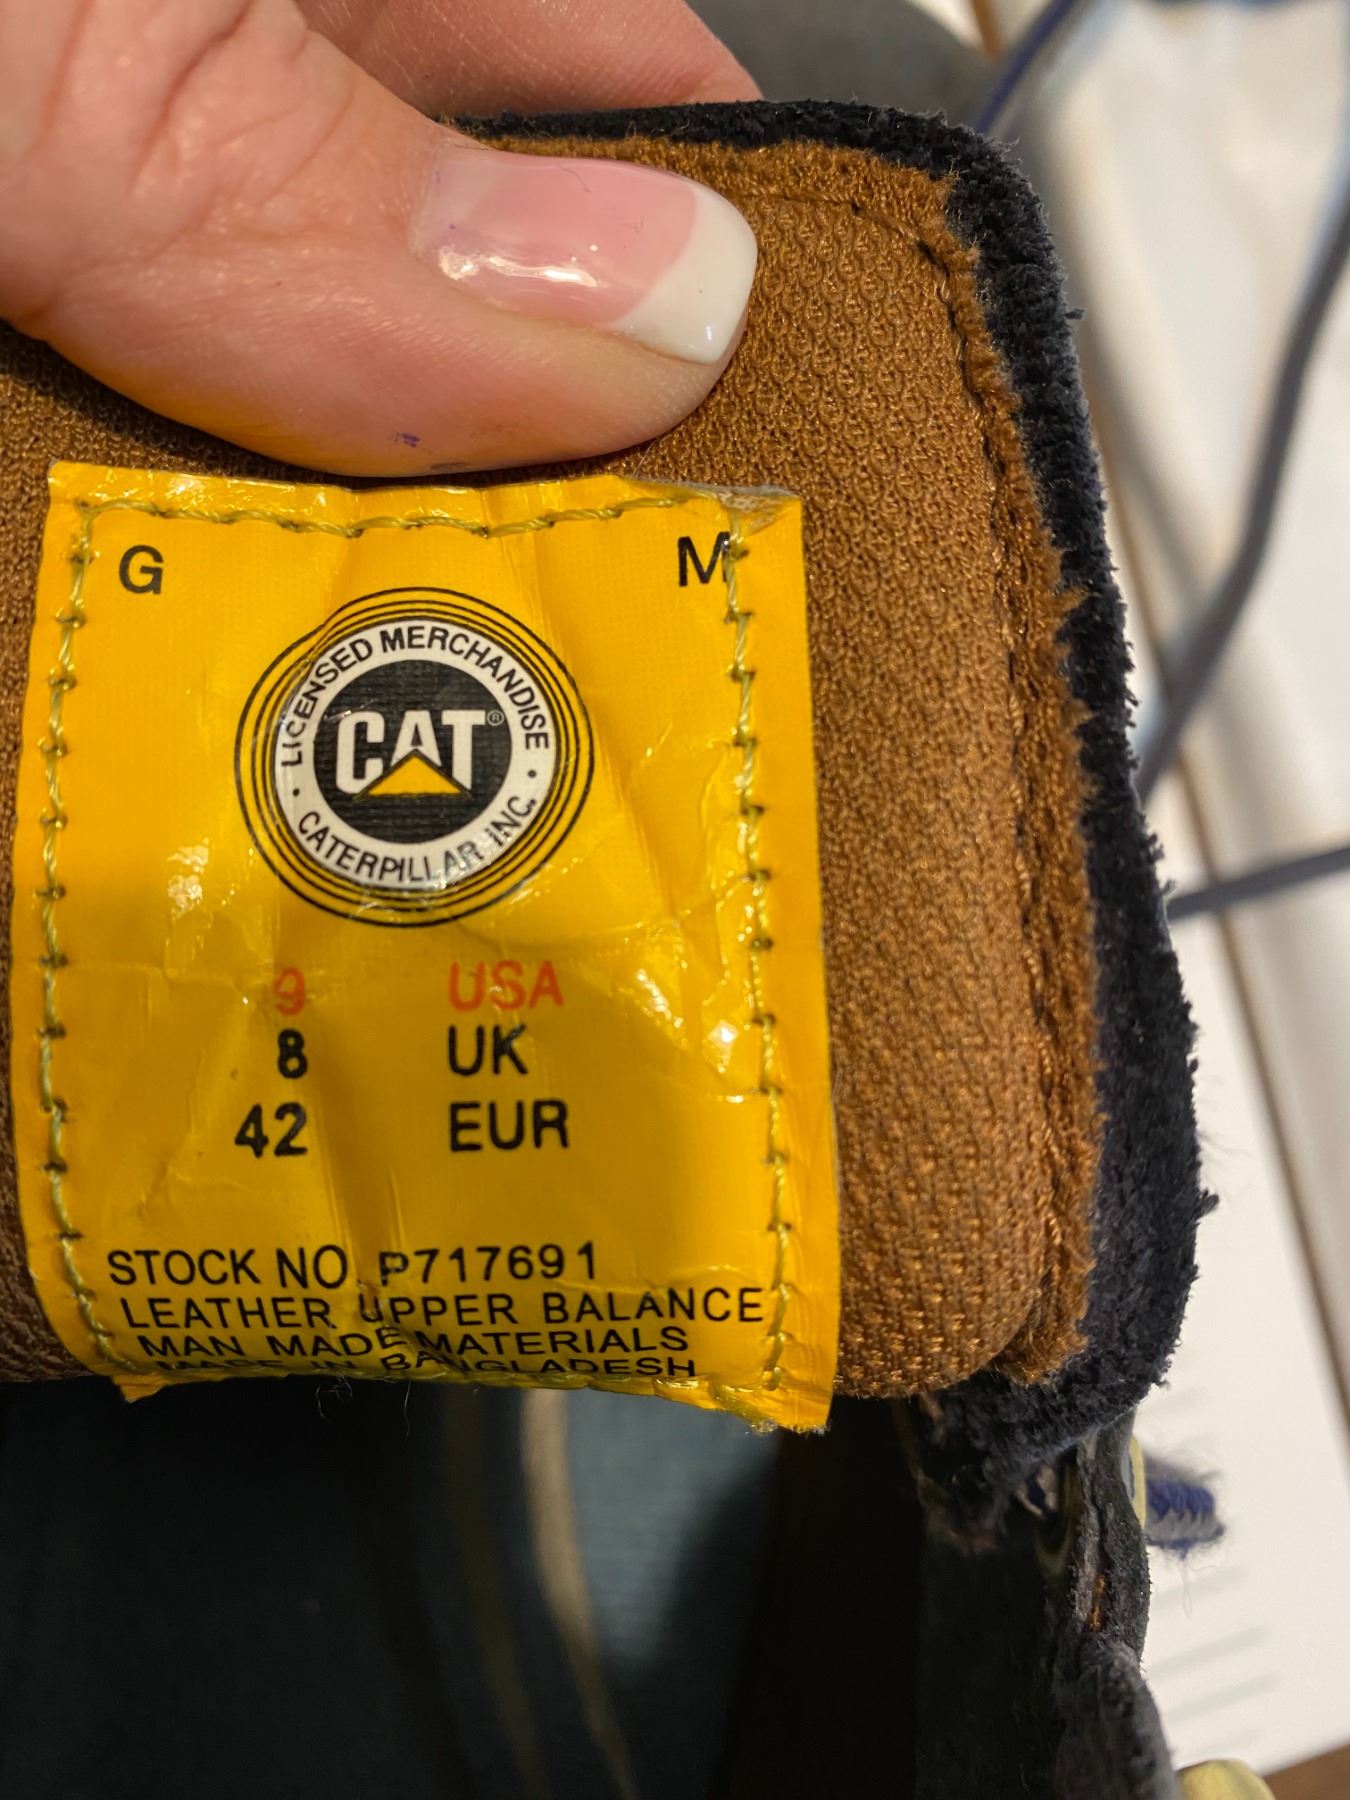 G M
LICENSED MERCHANDISE
CAT®
· CATERPILLAR INC. ·
9 USA
8 UK
42 EUR
STOCK NO. P717691
LEATHER UPPER BALANCE
MAN MADE MATERIALS
MADE IN BANGLADESH